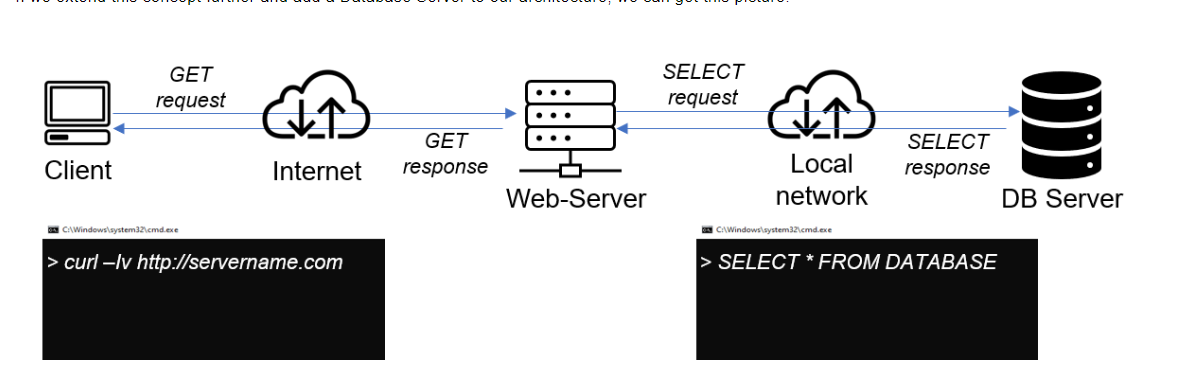 If we extend this concept further and add a Database Server to our architecture, we can get this picture:
GET
request
SELECT
request
GET
response
SELECT
response
Client
Internet
Web-Server
Local
network
DB Server
C:\Windows\system32\cmd.exe
> curl –Iv http://servername.com
C:\Windows\system32\cmd.exe
> SELECT * FROM DATABASE